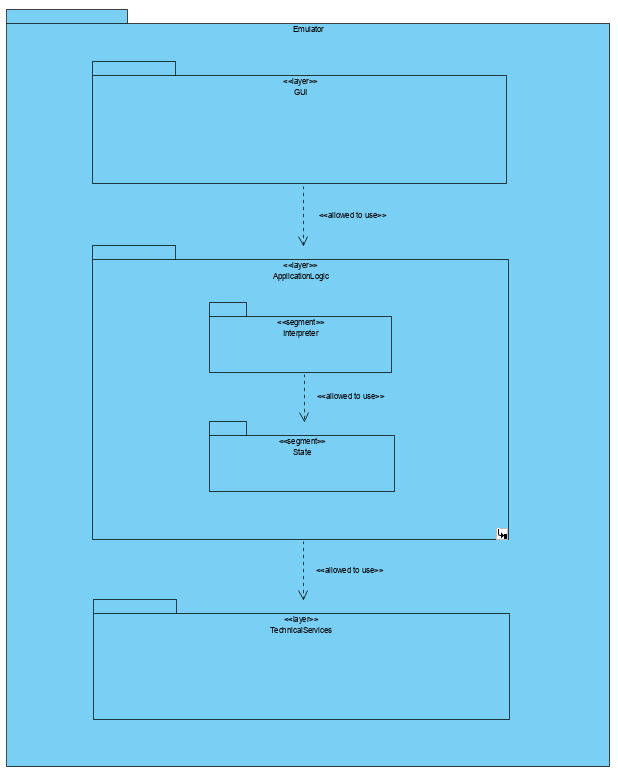 Emulator
<<layer>>
GUI
<<allowed to use>>
<<layer>>
ApplicationLogic
<<segment>>
Interpreter
<<allowed to use>>
<<segment>>
State
<<allowed to use>>
<<layer>>
TechnicalServices